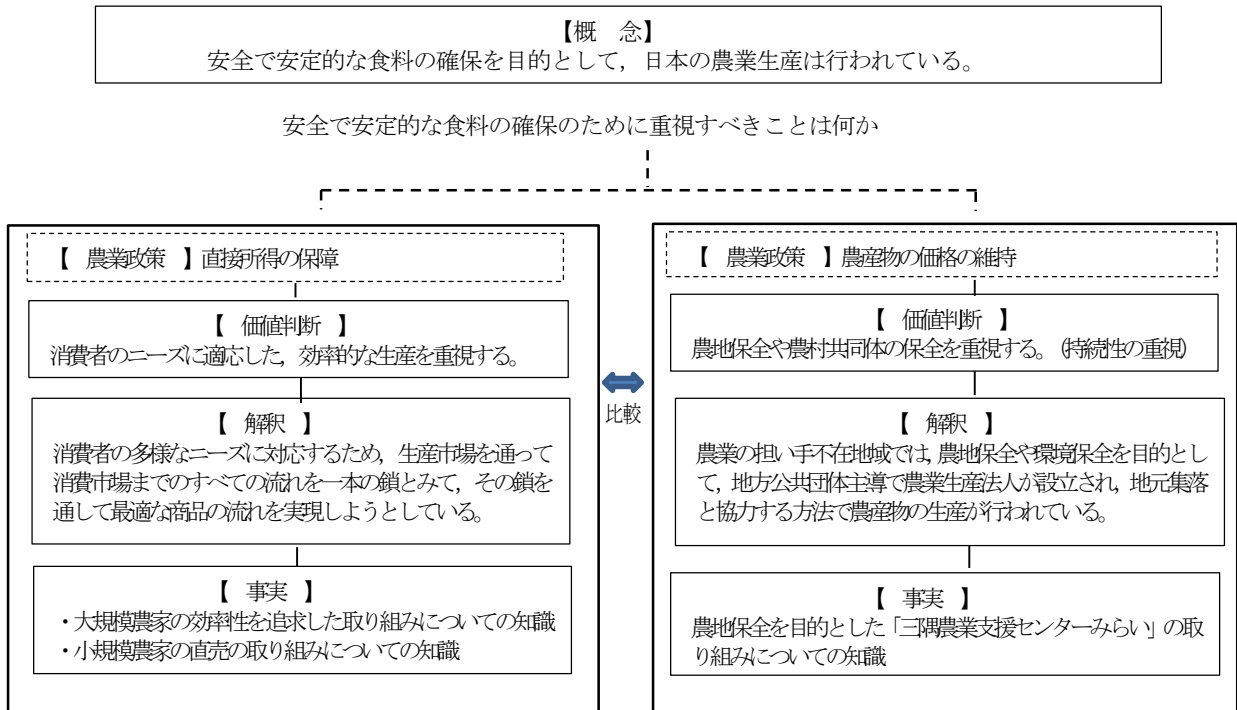 【概　念】
安全で安定的な食料の確保を目的として，日本の農業生産は行われている。
安全で安定的な食料の確保のために重視すべきことは何か
【　農業政策　】直接所得の保障
【　価値判断　】
消費者のニーズに適応した，効率的な生産を重視する。
【　解釈　】
消費者の多様なニーズに対応するため，生産市場を通って
消費市場までのすべての流れを一本の鎖とみて，その鎖を
通して最適な商品の流れを実現しようとしている。
【　事実　】
・大規模農家の効率性を追求した取り組みについての知識
・小規模農家の直売の取り組みについての知識
比較
【　農業政策　】農産物の価格の維持
【　価値判断　】
農地保全や農村共同体の保全を重視する。（持続性の重視）
【　解釈　】
農業の担い手不在地域では，農地保全や環境保全を目的とし
て，地方公共団体主導で農業生産法人が設立され，地元集落
と協力する方法で農産物の生産が行われている。
【　事実　】
農地保全を目的とした「三隅農業支援センターみらい」の取
り組みについての知識